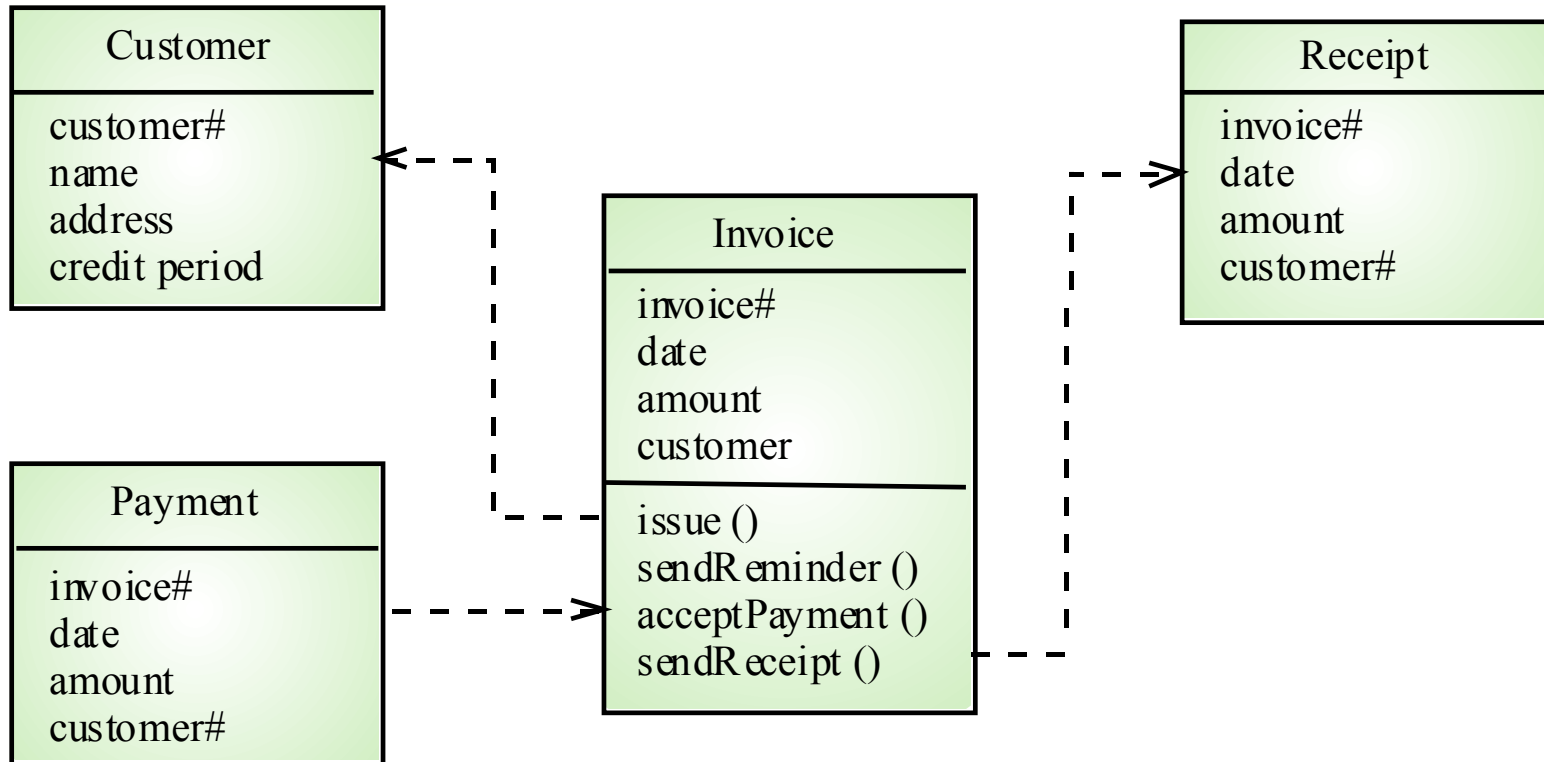 Customer
customer#
name
address
credit period
Payment
invoice#
date
amount
customer#
Invoice
invoice#
date
amount
customer
issue ()
sendReminder ()
acceptPayment ()
sendReceipt ()
Receipt
invoice#
date
amount
customer#